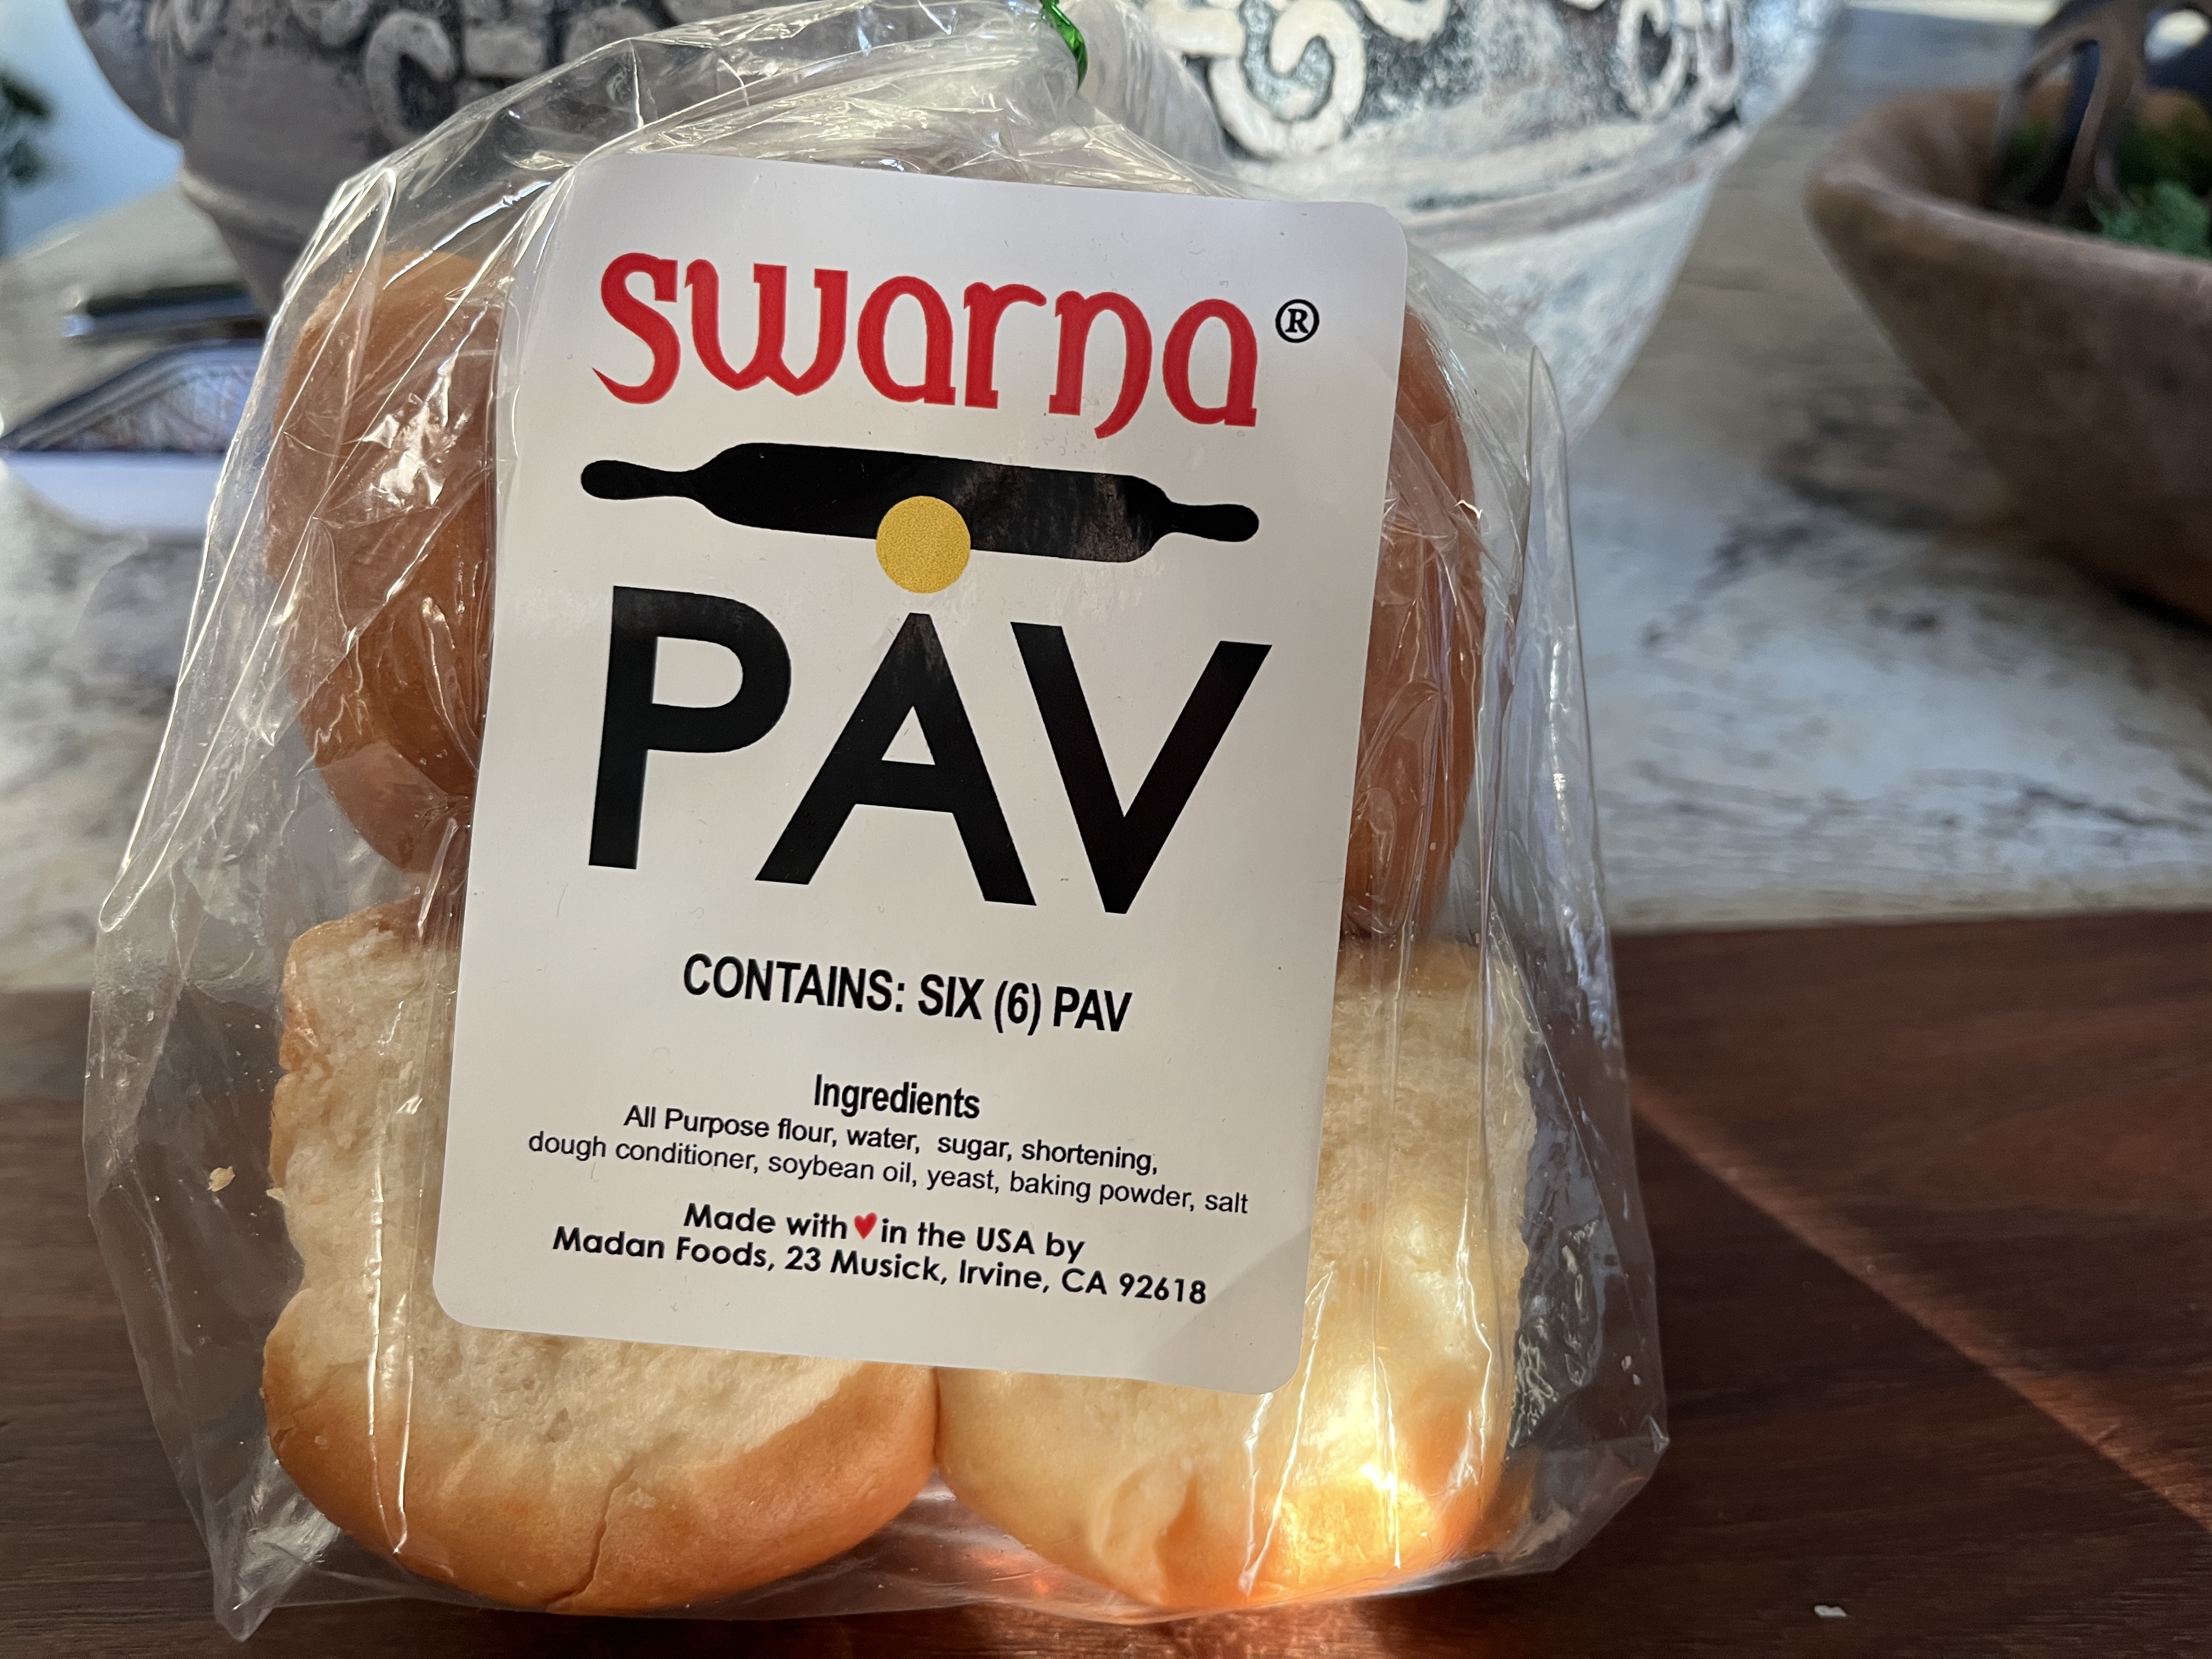 swarna®
PAV
CONTAINS: SIX (6) PAV
Ingredients
All Purpose flour, water, sugar, shortening,
dough conditioner, soybean oil, yeast, baking powder, salt
Made with ♥ in the USA by
Madan Foods, 23 Musick, Irvine, CA 92618